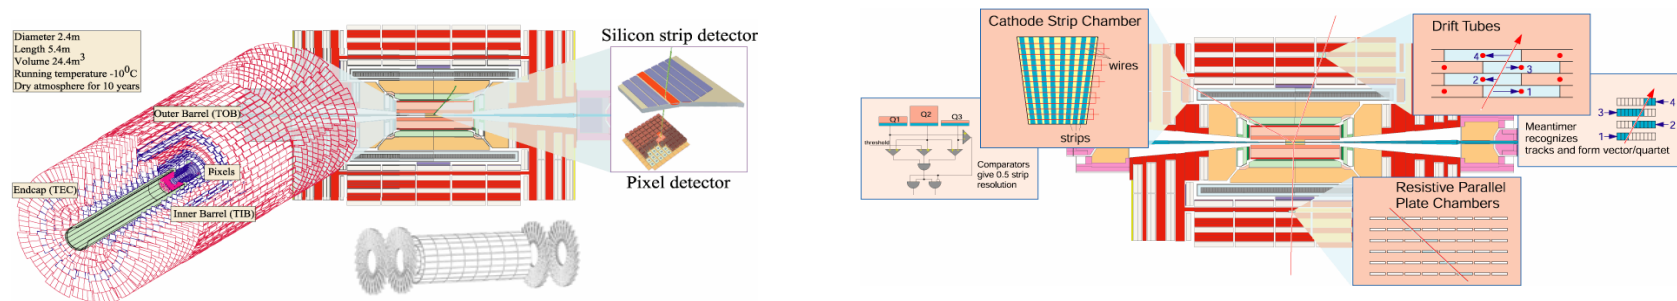 Diameter 2.4m
Length 5.4m
Volume 24.4m3
Running temperature -10⁰C
Dry atmosphere for 10 years
Outer Barrel (TOB)
Pixels
Endcap (TEC)
Inner Barrel (TIB)
Silicon strip detector
Pixel detector
Cathode Strip Chamber
wires
strips
Q1
Q2
Q3
threshold
Comparators
give 0.5 strip
resolution
Drift Tubes
4
3
2
1
4
3
2
1
Meantimer
recognizes
tracks and form vector/quartet
Resistive Parallel
Plate Chambers